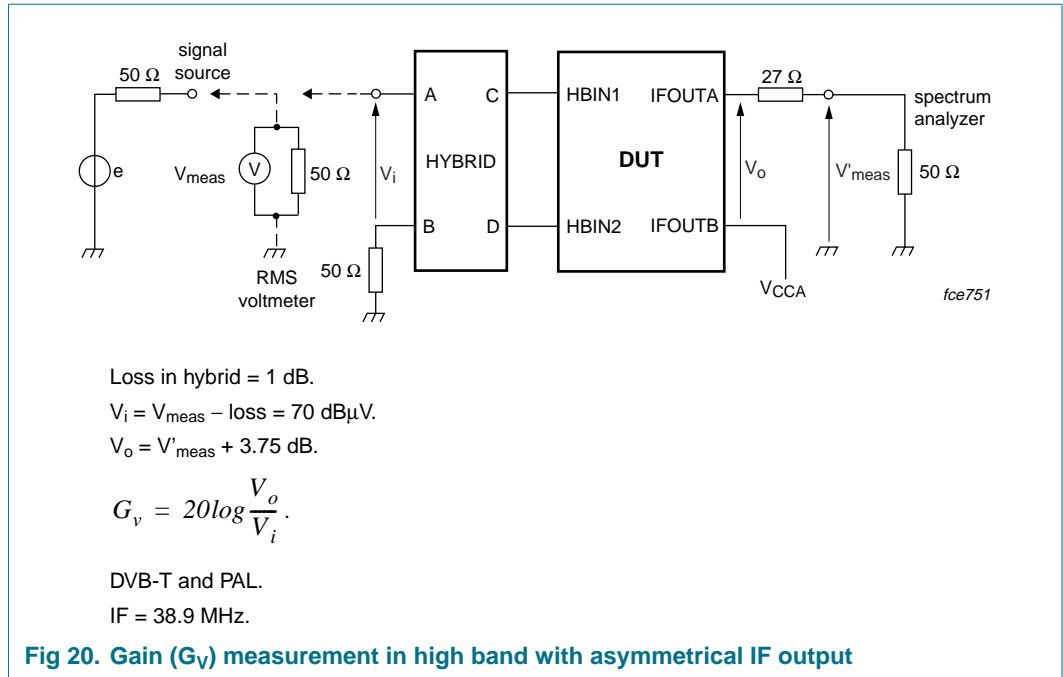 signal
source
50 Ω
27 Ω
A
C
HBIN1
IFOUTA
spectrum
analyzer
e
Vmeas
V
50 Ω
Vi
HYBRID
DUT
Vo
V'meas
50 Ω
B
D
HBIN2
IFOUTB
RMS
voltmeter
50 Ω
VCCA
fce751
Loss in hybrid = 1 dB.
Vi = Vmeas − loss = 70 dBμV.
Vo = V'meas + 3.75 dB.
Gv = 20log Vo/Vi.
DVB-T and PAL.
IF = 38.9 MHz.
Fig 20. Gain (GV) measurement in high band with asymmetrical IF output